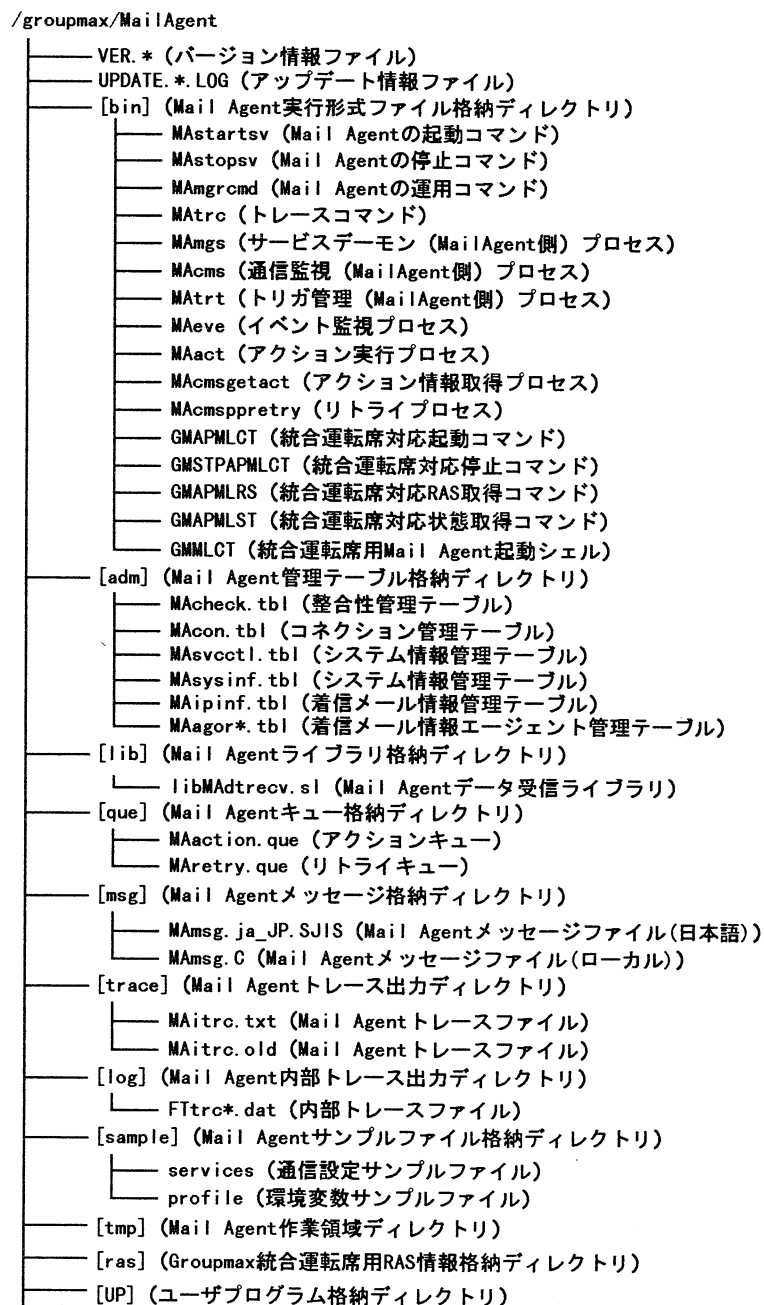 /groupmax/MailAgent
VER.* (バージョン情報ファイル)
UPDATE.*.LOG (アップデート情報ファイル)
[bin] (Mail Agent実行形式ファイル格納ディレクトリ)
MAstartsv (Mail Agentの起動コマンド)
MAstopsv (Mail Agentの停止コマンド)
MAmgrcmd (Mail Agentの運用コマンド)
MAtrc (トレースコマンド)
MAmgs (サービスデーモン (MailAgent側) プロセス)
MAcms (通信監視 (MailAgent側) プロセス)
MAtrt (トリガ管理 (MailAgent側) プロセス)
MAeve (イベント監視プロセス)
MAact (アクション実行プロセス)
MAcmsgetact (アクション情報取得プロセス)
MAcmsppretry (リトライプロセス)
GMAPMLCT (統合運転席対応起動コマンド)
GMSTPAPMLCT (統合運転席対応停止コマンド)
GMAPMLRS (統合運転席対応RAS取得コマンド)
GMAPMLST (統合運転席対応状態取得コマンド)
GMMLCT (統合運転席用Mail Agent起動シェル)
[adm] (Mail Agent管理テーブル格納ディレクトリ)
MAcheck.tbl (整合性管理テーブル)
MAcon.tbl (コネクション管理テーブル)
MAsvcctl.tbl (システム情報管理テーブル)
MAsysinf.tbl (システム情報管理テーブル)
MAipinf.tbl (着信メール情報管理テーブル)
MAagor*.tbl (着信メール情報エージェント管理テーブル)
[lib] (Mail Agentライブラリ格納ディレクトリ)
libMAdtrecv.sl (Mail Agentデータ受信ライブラリ)
[que] (Mail Agentキュー格納ディレクトリ)
MAaction.que (アクションキュー)
MAretry.que (リトライキュー)
[msg] (Mail Agentメッセージ格納ディレクトリ)
MAmsg.ja_JP.SJIS (Mail Agentメッセージファイル(日本語))
MAmsg.C (Mail Agentメッセージファイル(ローカル))
[trace] (Mail Agentトレース出力ディレクトリ)
MAitrc.txt (Mail Agentトレースファイル)
MAitrc.old (Mail Agentトレースファイル)
[log] (Mail Agent内部トレース出力ディレクトリ)
FTtrc*.dat (内部トレースファイル)
[sample] (Mail Agentサンプルファイル格納ディレクトリ)
services (通信設定サンプルファイル)
profile (環境変数サンプルファイル)
[tmp] (Mail Agent作業領域ディレクトリ)
[ras] (Groupmax統合運転席用RAS情報格納ディレクトリ)
[UP] (ユーザプログラム格納ディレクトリ)